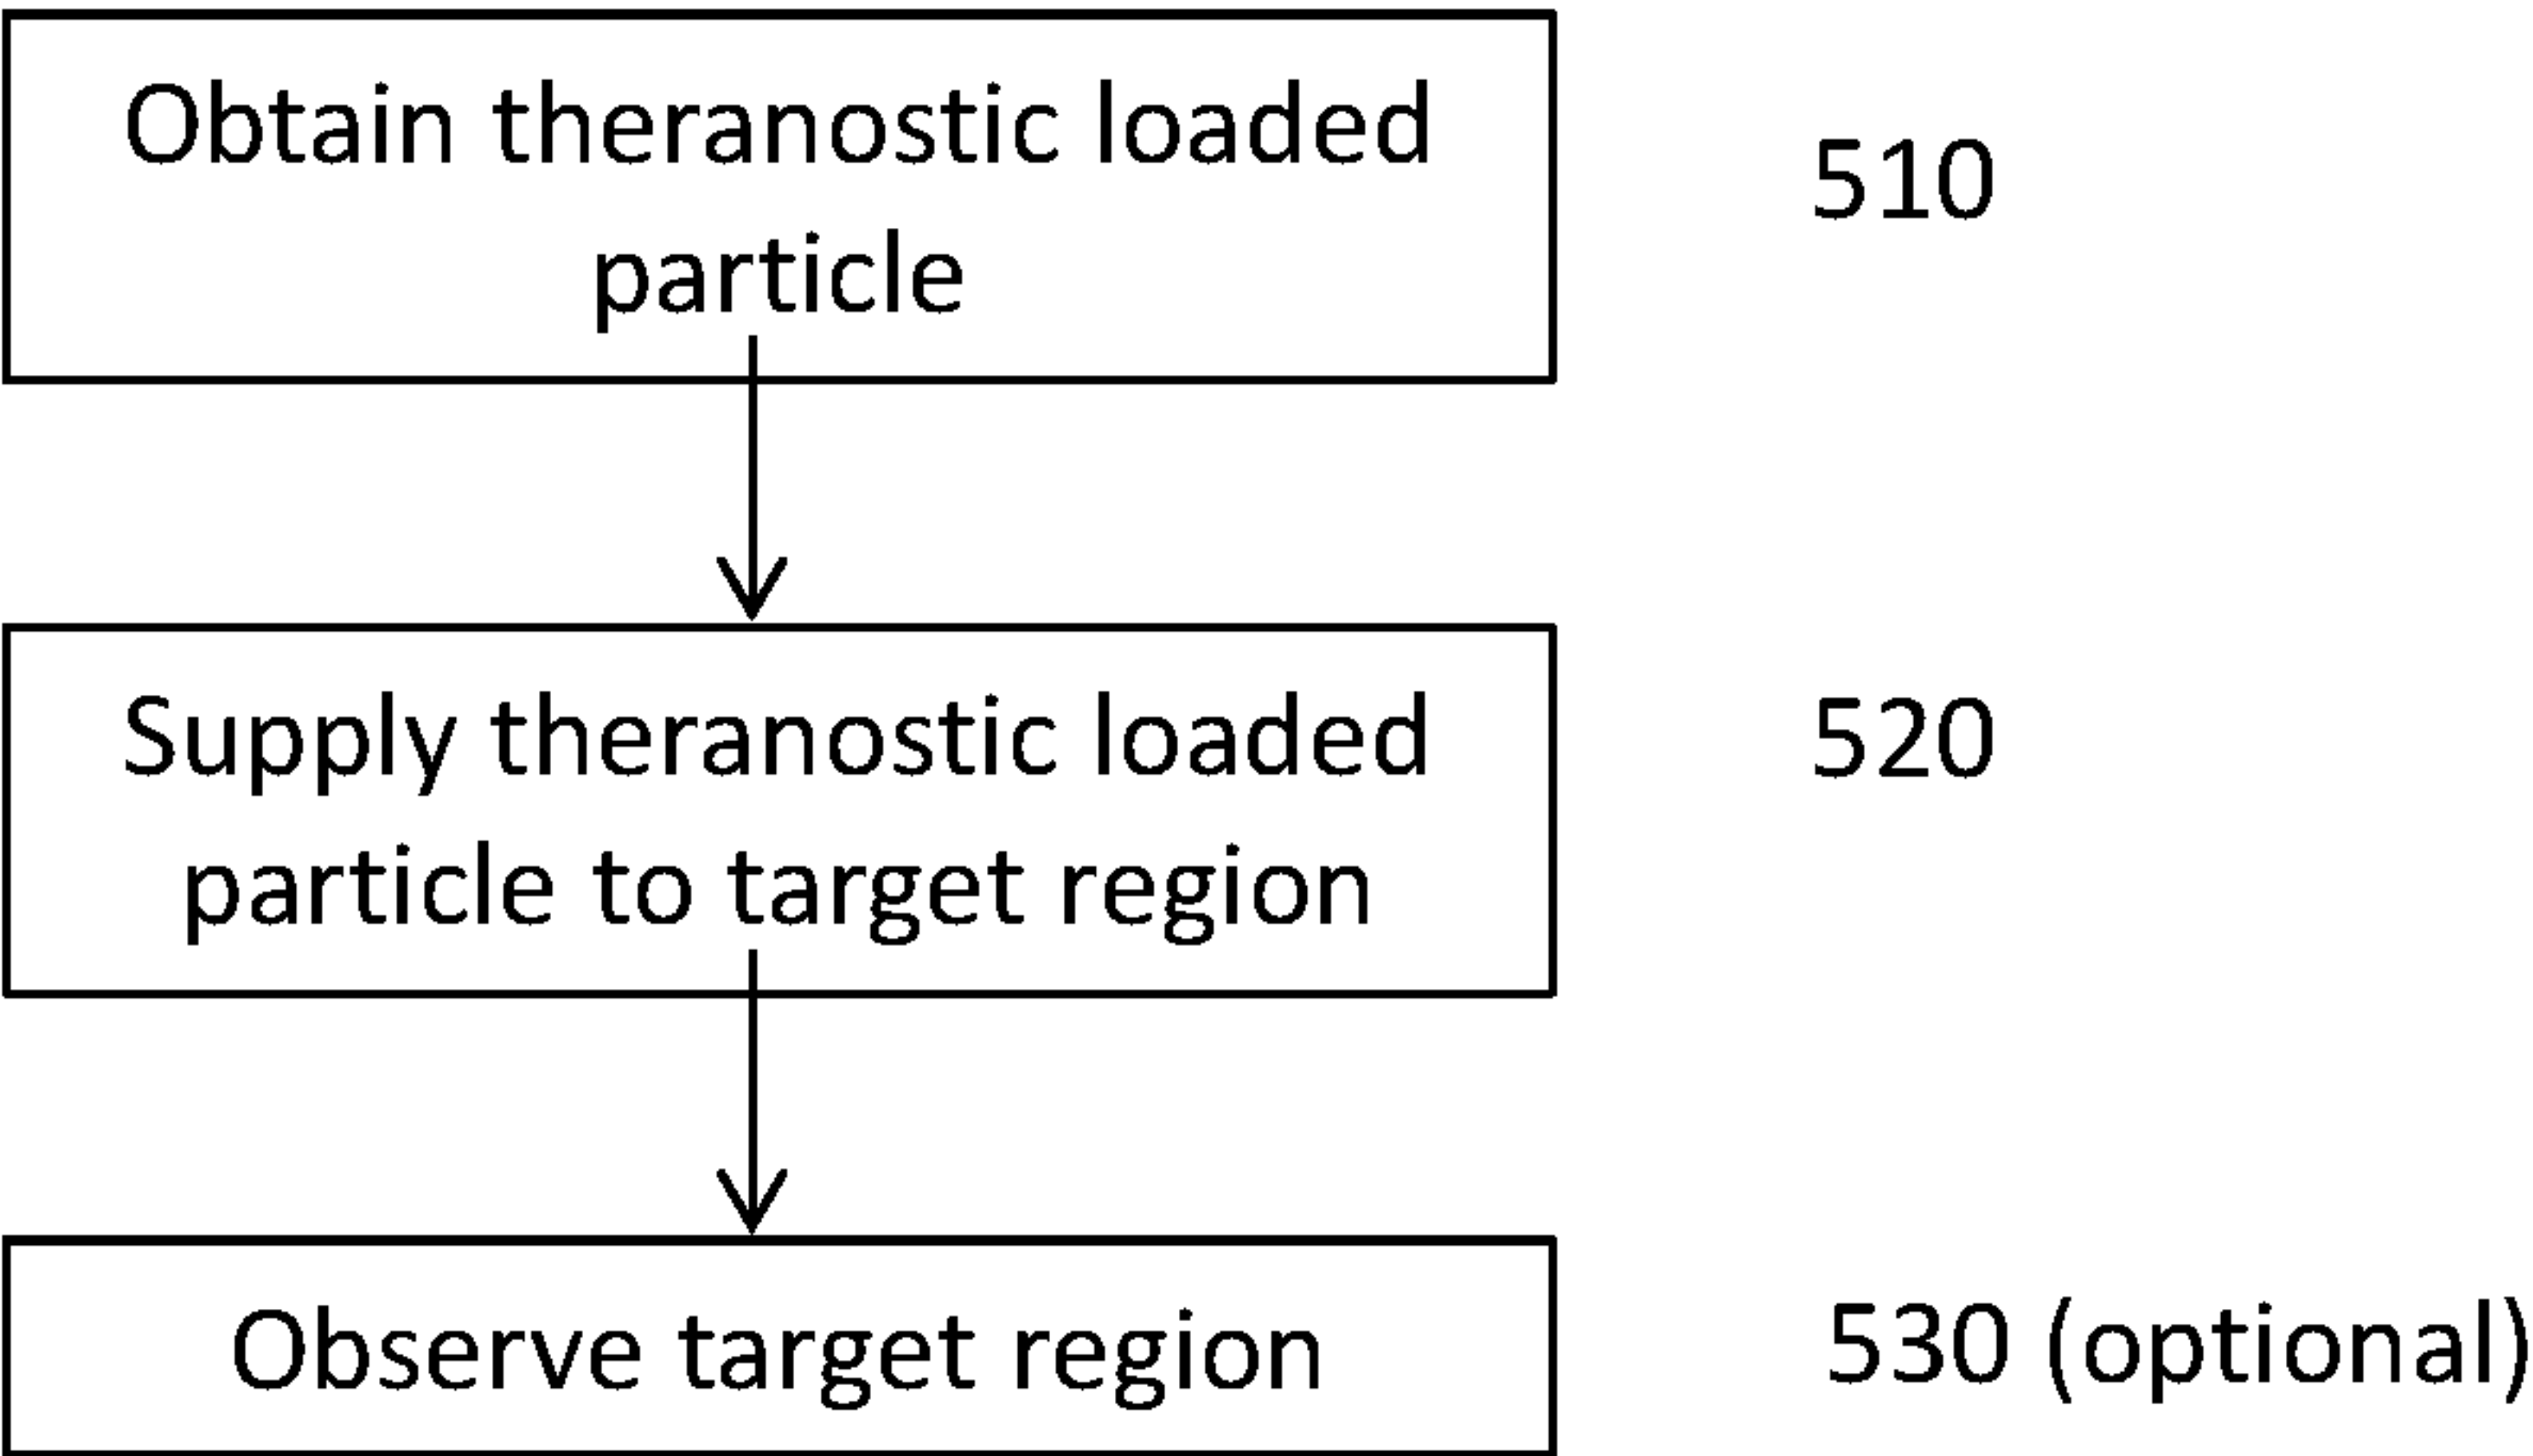 Obtain theranostic loaded
particle
510
Supply theranostic loaded
particle to target region
520
Observe target region
530 (optional)